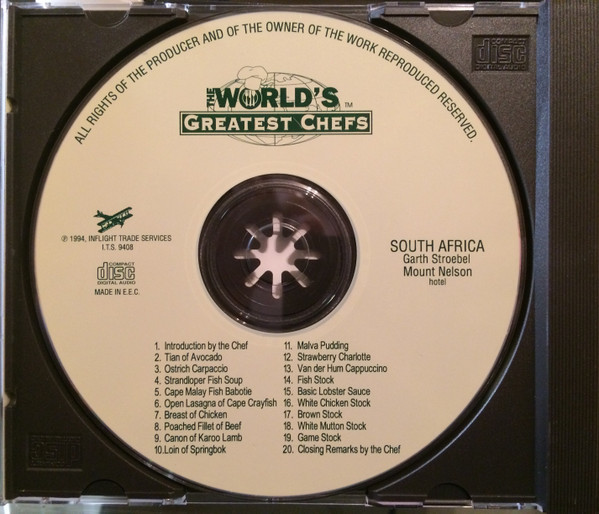 ALL RIGHTS OF THE PRODUCER AND OF THE OWNER OF THE WORK REPRODUCED RESERVED.
COMPACT
disc
DIGITAL AUDIO
THE WORLD'S TM
GREATEST CHEFS
℗ 1994, INFLIGHT TRADE SERVICES
I.T.S. 9408
COMPACT
disc
DIGITAL AUDIO
MADE IN E.E.C.
SOUTH AFRICA
Garth Stroebel
Mount Nelson
hotel
1. Introduction by the Chef
2. Tian of Avocado
3. Ostrich Carpaccio
4. Strandloper Fish Soup
5. Cape Malay Fish Babotie
6. Open Lasagna of Cape Crayfish
7. Breast of Chicken
8. Poached Fillet of Beef
9. Canon of Karoo Lamb
10.Loin of Springbok
11. Malva Pudding
12. Strawberry Charlotte
13. Van der Hum Cappuccino
14. Fish Stock
15. Basic Lobster Sauce
16. White Chicken Stock
17. Brown Stock
18. White Mutton Stock
19. Game Stock
20. Closing Remarks by the Chef